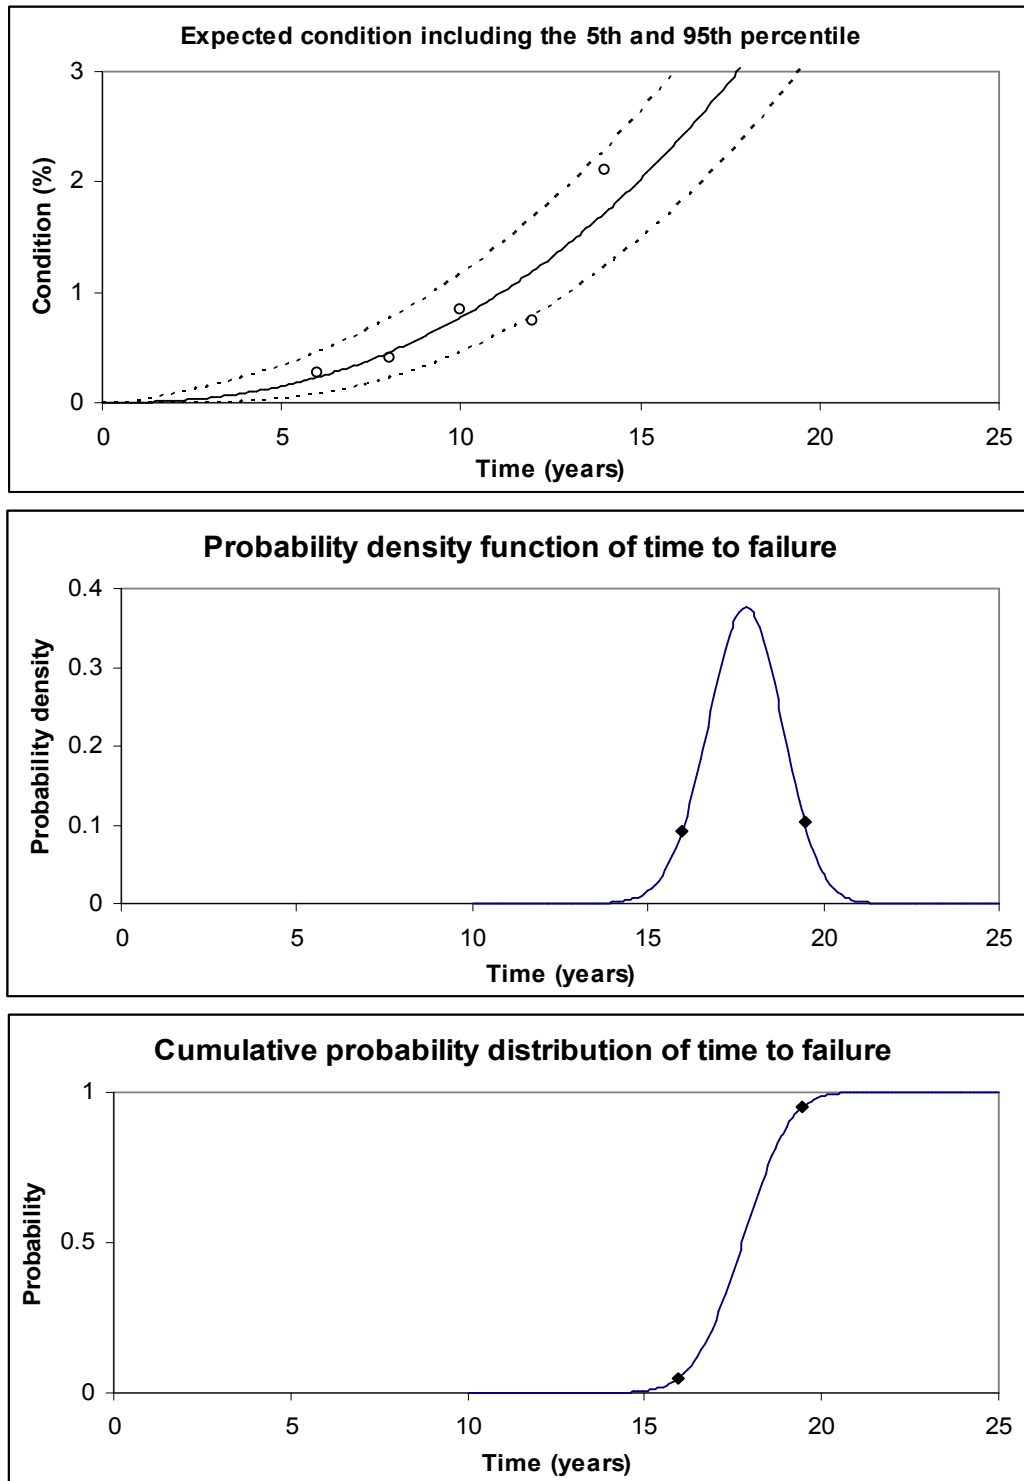 Expected condition including the 5th and 95th percentile
Condition (%)
3
2
1
0
0 5 10 15 20 25
Time (years)
Probability density function of time to failure
Probability density
0.4
0.3
0.2
0.1
0
0 5 10 15 20 25
Time (years)
Cumulative probability distribution of time to failure
Probability
1
0.5
0
0 5 10 15 20 25
Time (years)